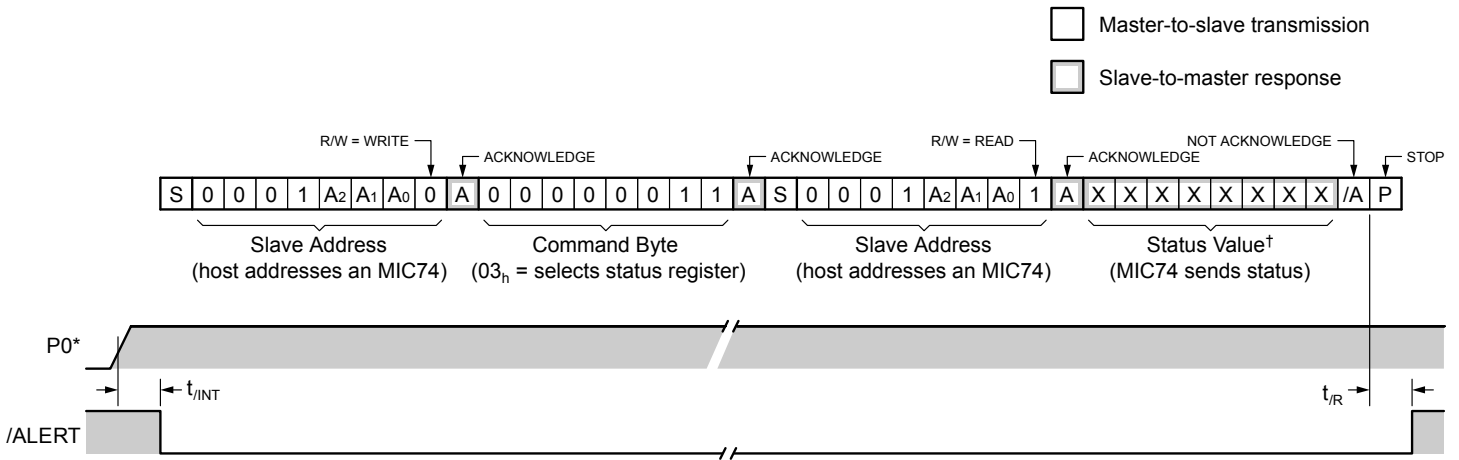 Master-to-slave transmission
Slave-to-master response
R/W = WRITE
ACKNOWLEDGE
ACKNOWLEDGE
R/W = READ
ACKNOWLEDGE
NOT ACKNOWLEDGE
STOP
S 0 0 0 1 A2 A1 A0 0 A 0 0 0 0 0 0 1 1 A S 0 0 0 1 A2 A1 A0 1 A X X X X X X X X /A P
Slave Address
(host addresses an MIC74)
Command Byte
(03h = selects status register)
Slave Address
(host addresses an MIC74)
Status Value†
(MIC74 sends status)
P0*
t/INT
t/R
/ALERT